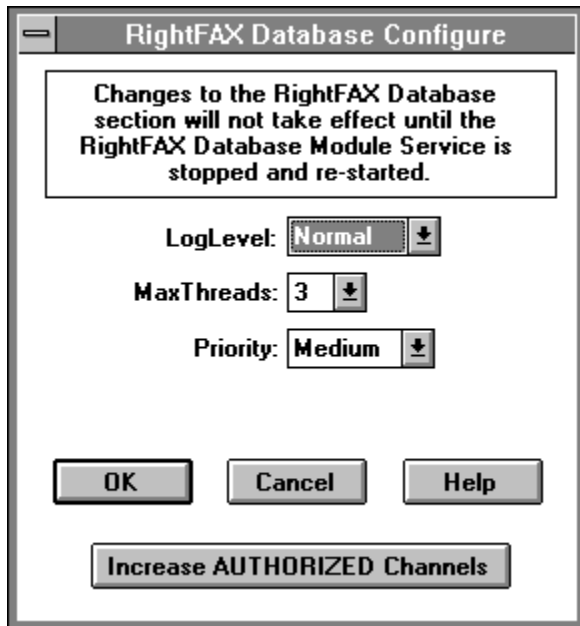 RightFAX Database Configure
Changes to the RightFAX Database
section will not take effect until the
RightFAX Database Module Service is
stopped and re-started.
LogLevel: Normal
MaxThreads: 3
Priority: Medium
OK Cancel Help
Increase AUTHORIZED Channels